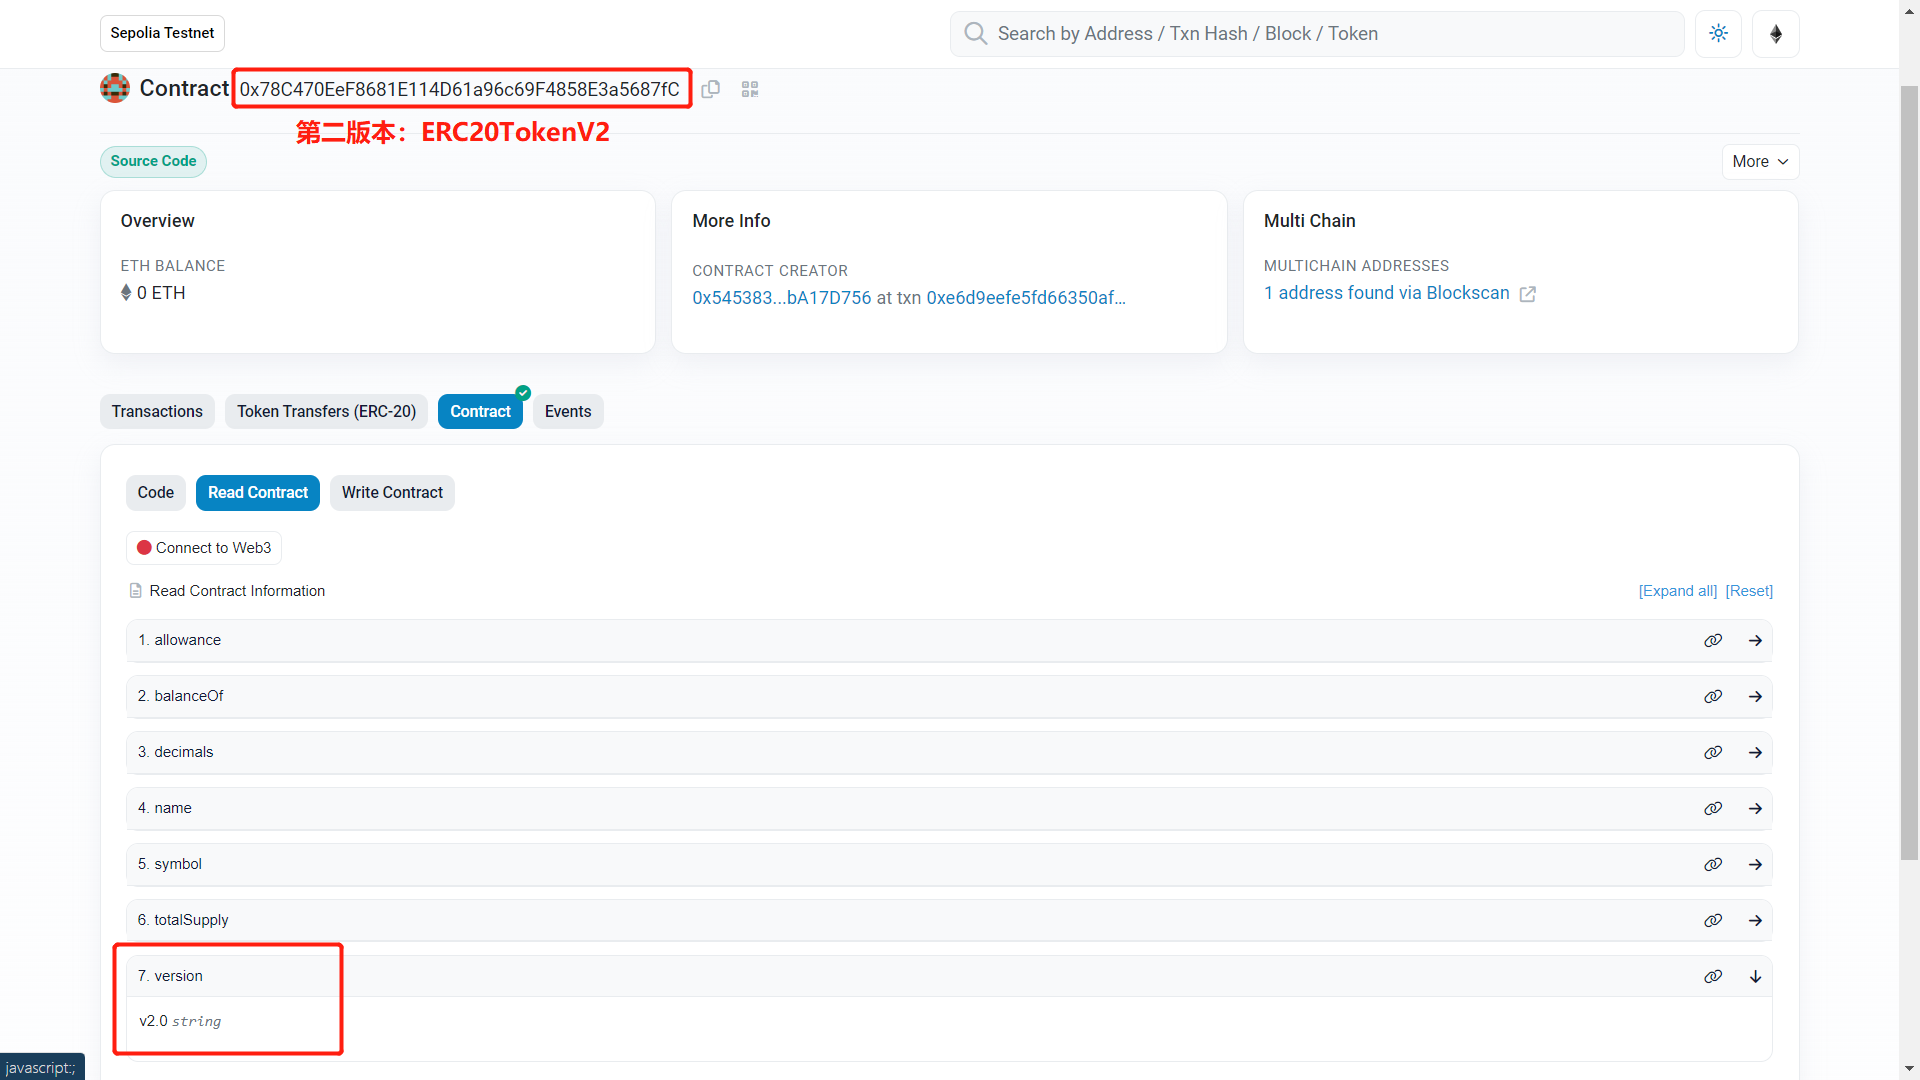 Sepolia Testnet
Search by Address / Txn Hash / Block / Token
Contract 0x78C470EeF8681E114D61a96c69F4858E3a5687fC
第二版本：ERC20TokenV2
Source Code
More
Overview
ETH BALANCE
0 ETH
More Info
CONTRACT CREATOR
0x545383...bA17D756 at txn 0xe6d9eefe5fd66350af...
Multi Chain
MULTICHAIN ADDRESSES
1 address found via Blockscan
Transactions
Token Transfers (ERC-20)
Contract
Events
Code
Read Contract
Write Contract
Connect to Web3
Read Contract Information
[Expand all] [Reset]
1. allowance
2. balanceOf
3. decimals
4. name
5. symbol
6. totalSupply
7. version
v2.0 string
javascript:;